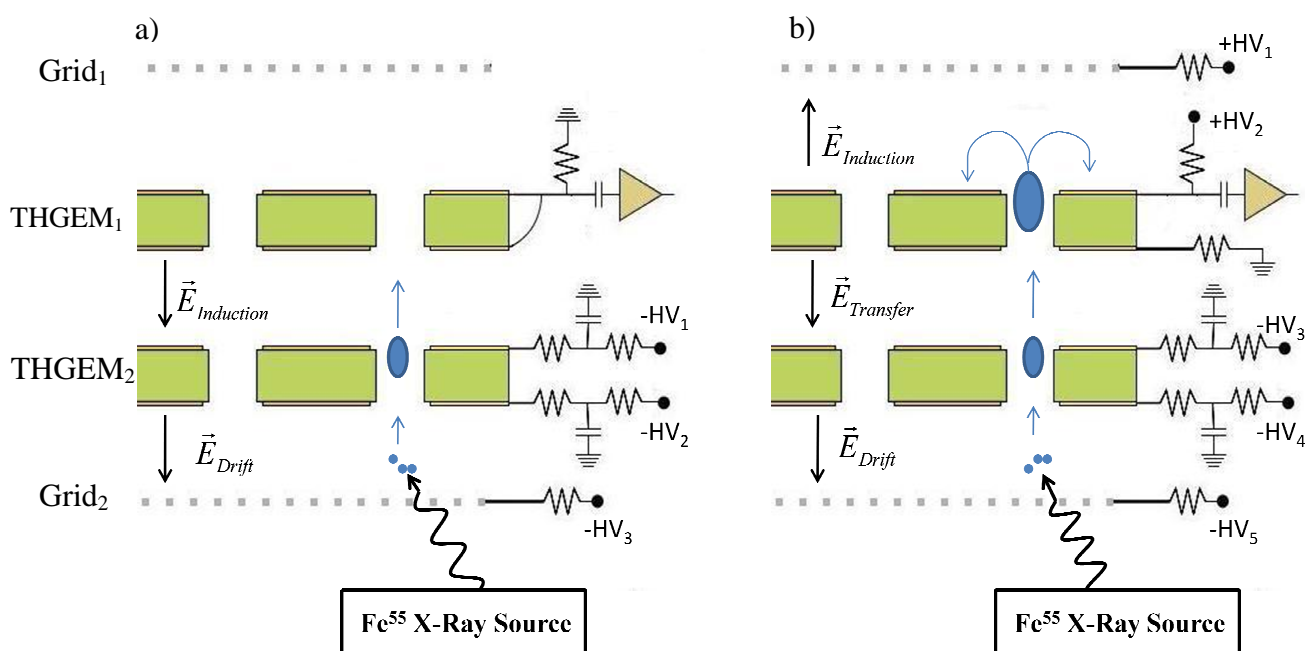 a)
Grid₁
THGEM₁
E⃗ Induction
-HV₁
THGEM₂
-HV₂
E⃗ Drift
Grid₂
-HV₃
Fe⁵⁵ X-Ray Source
b)
+HV₁
+HV₂
E⃗ Induction
E⃗ Transfer
-HV₃
-HV₄
E⃗ Drift
-HV₅
Fe⁵⁵ X-Ray Source